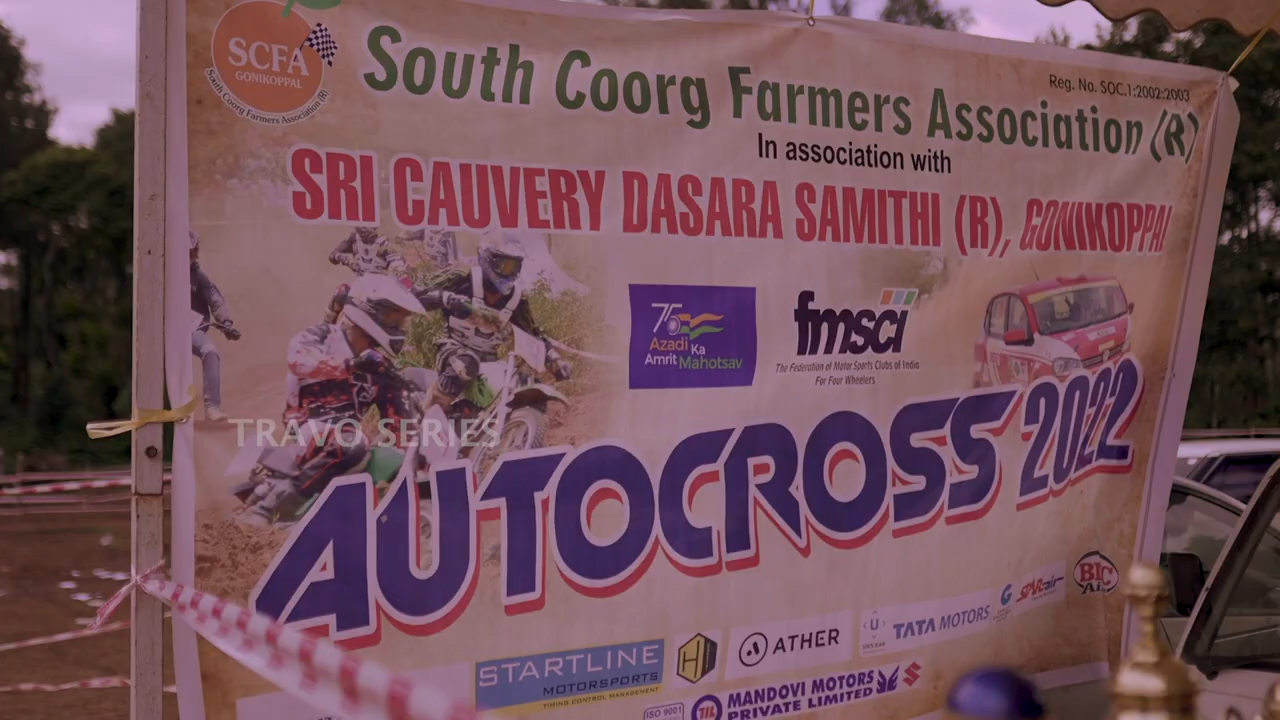 SCFA
GONIKOPPAL
South Coorg Farmers Association (R)
South Coorg Farmers Association (R)
Reg. No. SOC.1:2002:2003
In association with
SRI CAUVERY DASARA SAMITHI (R), GONIKOPPAL
75
Azadi Ka
Amrit Mahotsav
fmsci
The Federation of Motor Sports Clubs of India
For Four Wheelers
TRAVO SERIES
AUTOCROSS 2022
STARTLINE
MOTORSPORTS
TIMING CONTROL MANAGEMENT
ATHER
TATA MOTORS
SPARair
BIC
ISO 9001
MANDOVI MOTORS
PRIVATE LIMITED